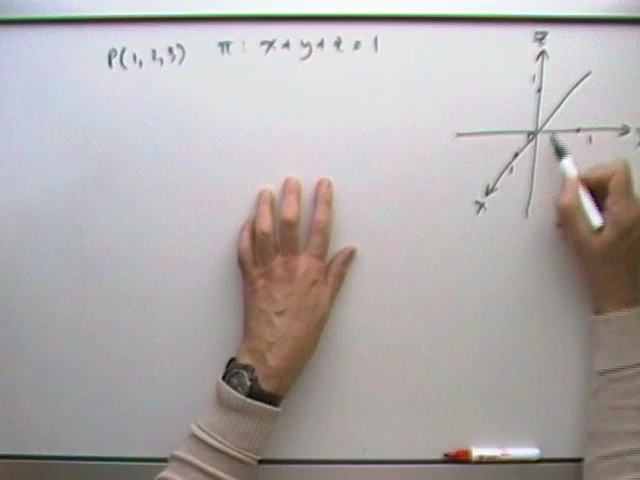 P(1, 2, 3) π: x + y + z = 1
z
1
1
1
x